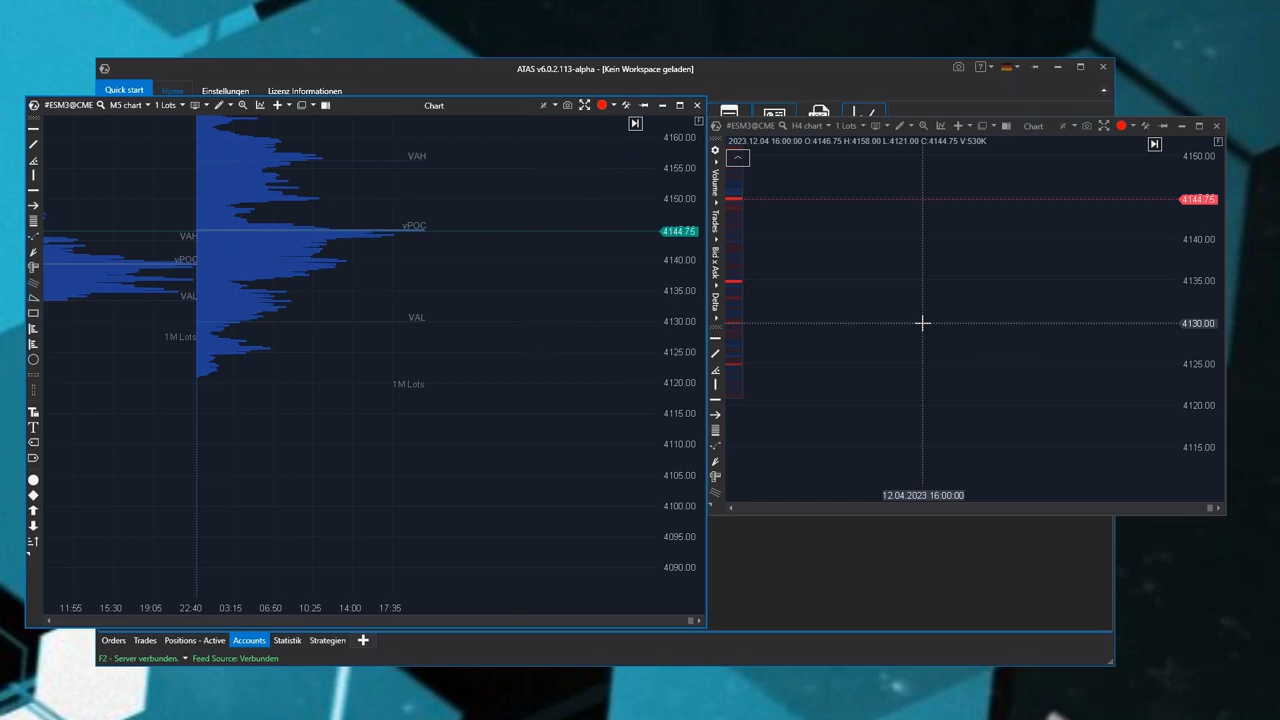 ATAS v6.0.2.113-alpha - [Kein Workspace geladen]
Quick start Home Einstellungen Lizenz Informationen
#ESM3@CME M5 chart 1 Lots Chart
4160.00
VAH
4155.00
4150.00
vPOC
4144.75
VAH
vPOC
4140.00
VAL
4135.00
VAL
4130.00
1M Lots
4125.00
1M Lots
4120.00
4115.00
4110.00
4105.00
4100.00
4095.00
4090.00
11:55 15:30 19:05 22:40 03:15 06:50 10:25 14:00 17:35
#ESM3@CME H4 chart 1 Lots Chart
2023.12.04 16:00:00 O:4146.75 H:4158.00 L:4121.00 C:4144.75 V:530K
Volume
Trades
Bid x Ask
Delta
4150.00
4144.75
4140.00
4135.00
4130.00
4125.00
4120.00
4115.00
12.04.2023 16:00:00
Orders Trades Positions - Active Accounts Statistik Strategien
F2 - Server verbunden. Feed Source: Verbunden